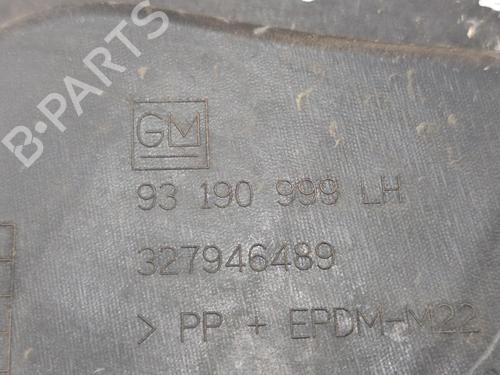 B-PARTS
GM
93 190 999 LH
327946489
> PP + EPDM-M22